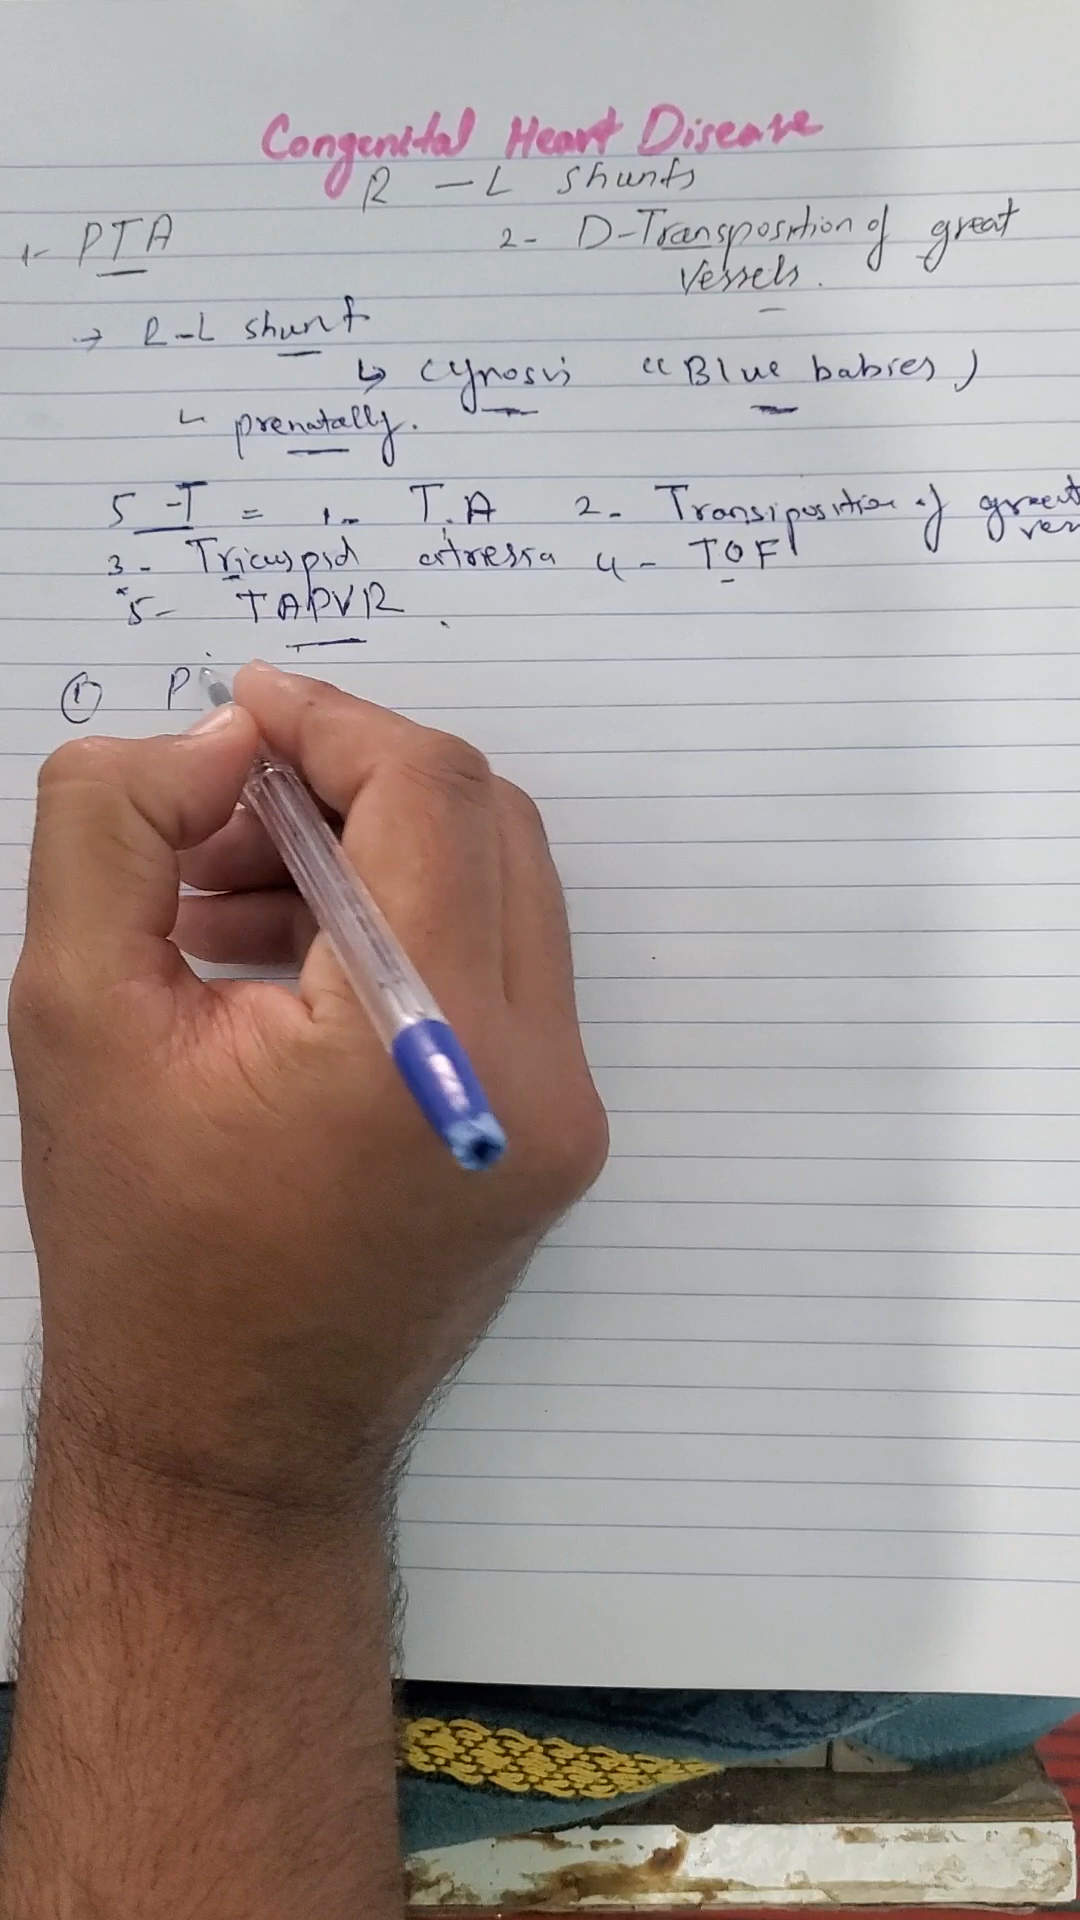 Congenital Heart Disease
R - L shunts
1- PTA 2- D-Transposition of great
Vessels.
→ R-L shunt
↳ Cynosis "Blue babies)
↳ prenatally.
5-T = 1- T.A 2- Transiposition of great
ver
3- Tricuspid atresia 4- TOF
5- TAPVR
① P